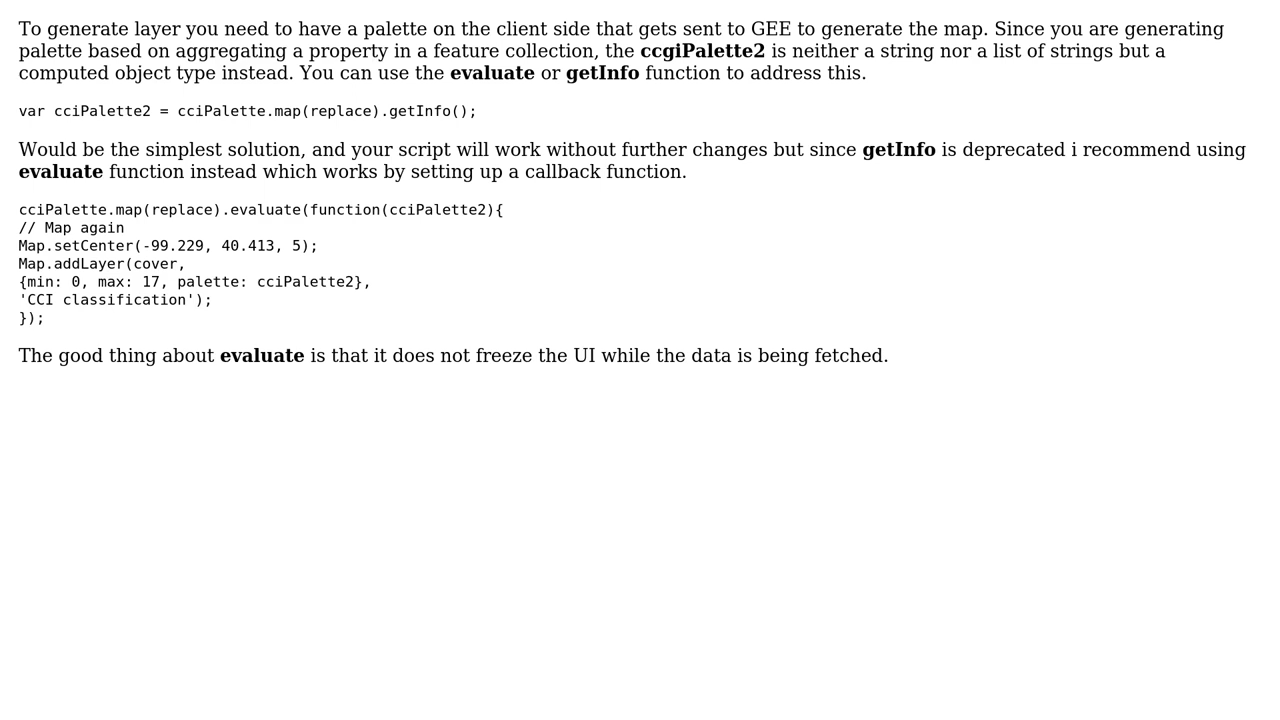 To generate layer you need to have a palette on the client side that gets sent to GEE to generate the map. Since you are generating
palette based on aggregating a property in a feature collection, the ccgiPalette2 is neither a string nor a list of strings but a
computed object type instead. You can use the evaluate or getInfo function to address this.
var cciPalette2 = cciPalette.map(replace).getInfo();
Would be the simplest solution, and your script will work without further changes but since getInfo is deprecated i recommend using
evaluate function instead which works by setting up a callback function.
cciPalette.map(replace).evaluate(function(cciPalette2){
// Map again
Map.setCenter(-99.229, 40.413, 5);
Map.addLayer(cover,
{min: 0, max: 17, palette: cciPalette2},
'CCI classification');
});
The good thing about evaluate is that it does not freeze the UI while the data is being fetched.